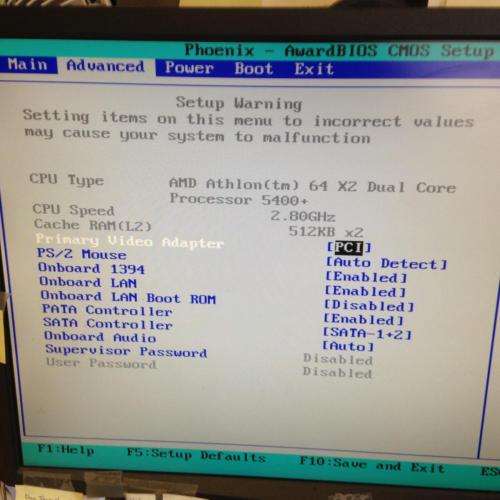 Phoenix - AwardBIOS CMOS Setup
Main Advanced Power Boot Exit
Setup Warning
Setting items on this menu to incorrect values
may cause your system to malfunction
CPU Type AMD Athlon(tm) 64 X2 Dual Core
Processor 5400+
CPU Speed 2.80GHz
Cache RAM(L2) 512KB x2
Primary Video Adapter [PCI]
PS/2 Mouse [Auto Detect]
Onboard 1394 [Enabled]
Onboard LAN [Enabled]
Onboard LAN Boot ROM [Disabled]
PATA Controller [Enabled]
SATA Controller [SATA-1+2]
Onboard Audio [Auto]
Supervisor Password Disabled
User Password Disabled
F1:Help F5:Setup Defaults F10:Save and Exit